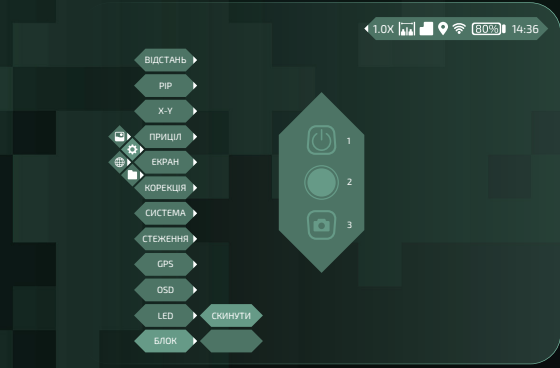 1.0X 80% 14:36
ВІДСТАНЬ
PIP
X-Y
ПРИЦІЛ
ЕКРАН
КОРЕКЦІЯ
СИСТЕМА
СТЕЖЕННЯ
GPS
OSD
LED СКИНУТИ
БЛОК
1
2
3